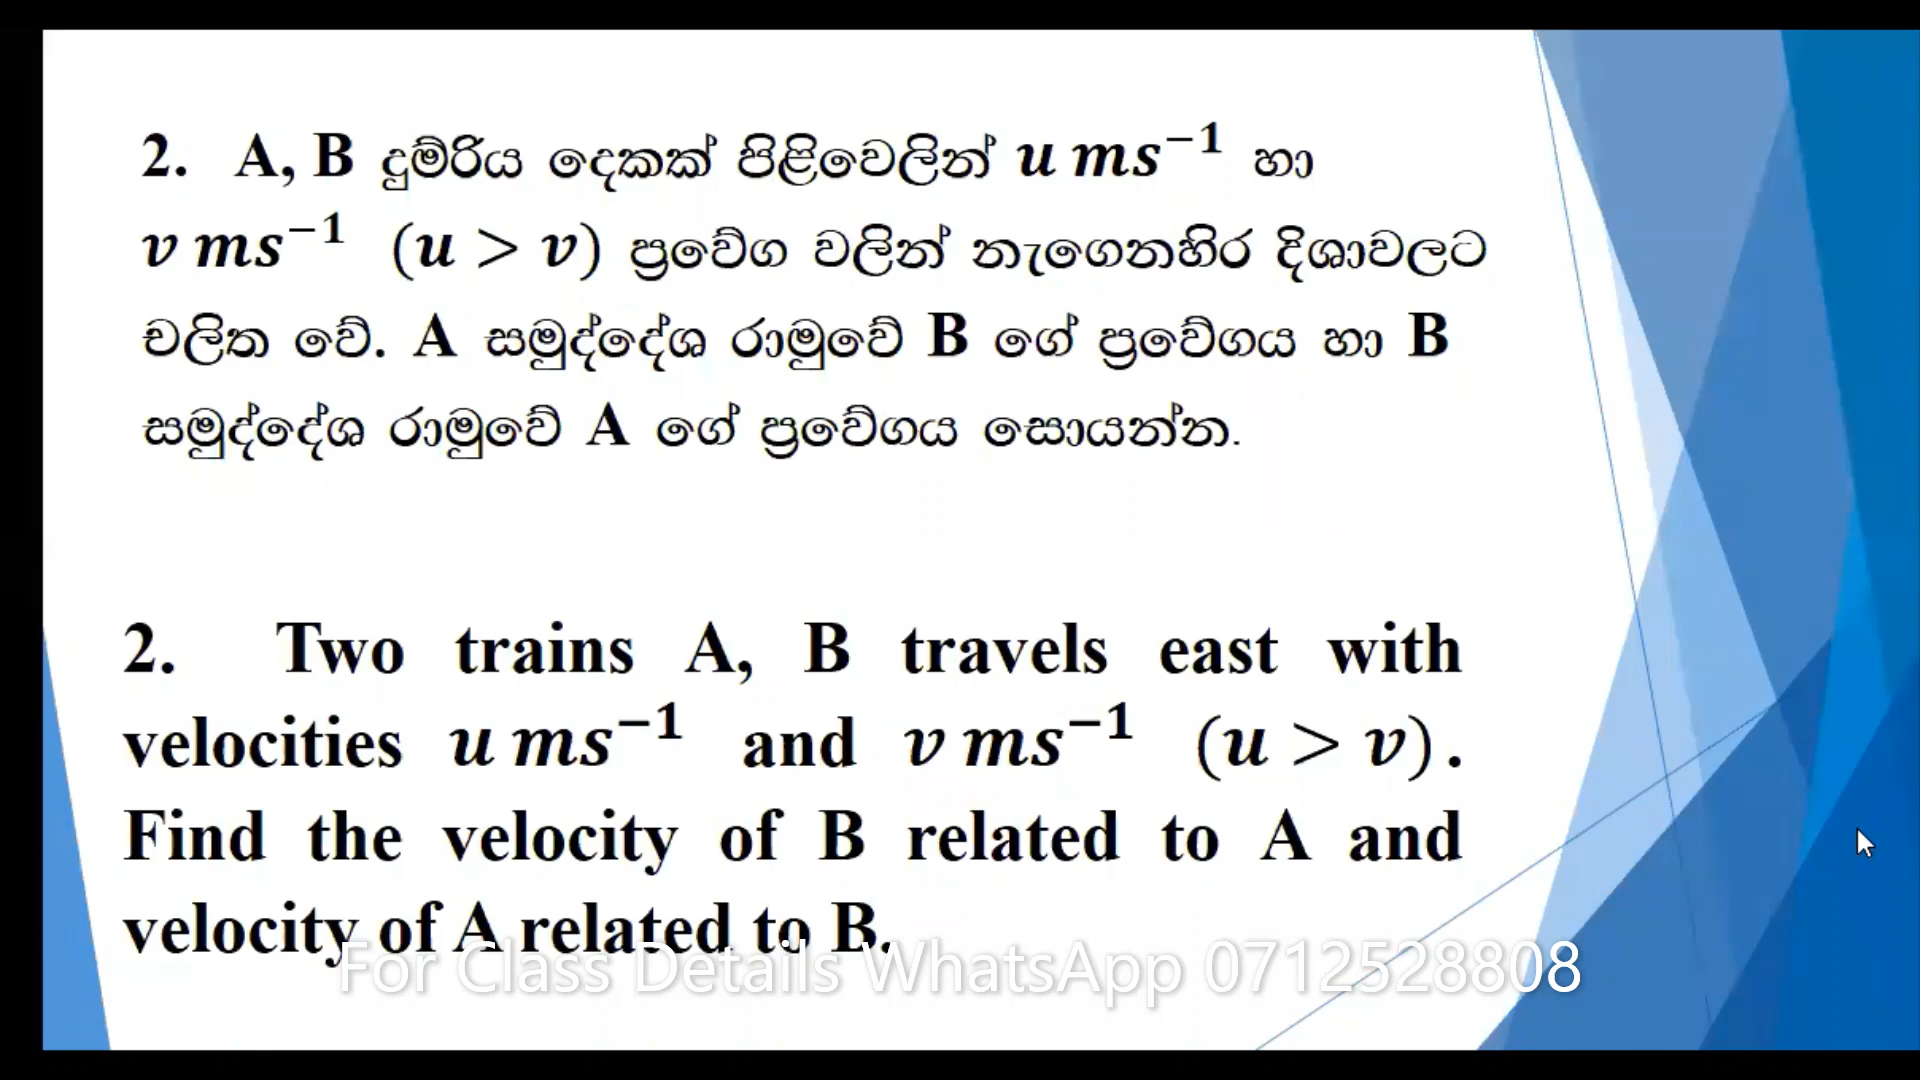 2. A, B දුම්රිය දෙකක් පිළිවෙලින් u ms⁻¹ හා
v ms⁻¹ (u > v) ප්‍රවේග වලින් නැගෙනහිර දිශාවලට
චලිත වේ. A සමුද්දේශ රාමුවේ B ගේ ප්‍රවේගය හා B
සමුද්දේශ රාමුවේ A ගේ ප්‍රවේගය සොයන්න.
2. Two trains A, B travels east with
velocities u ms⁻¹ and v ms⁻¹ (u > v).
Find the velocity of B related to A and
velocity of A related to B.
For Class Details WhatsApp 0712528808